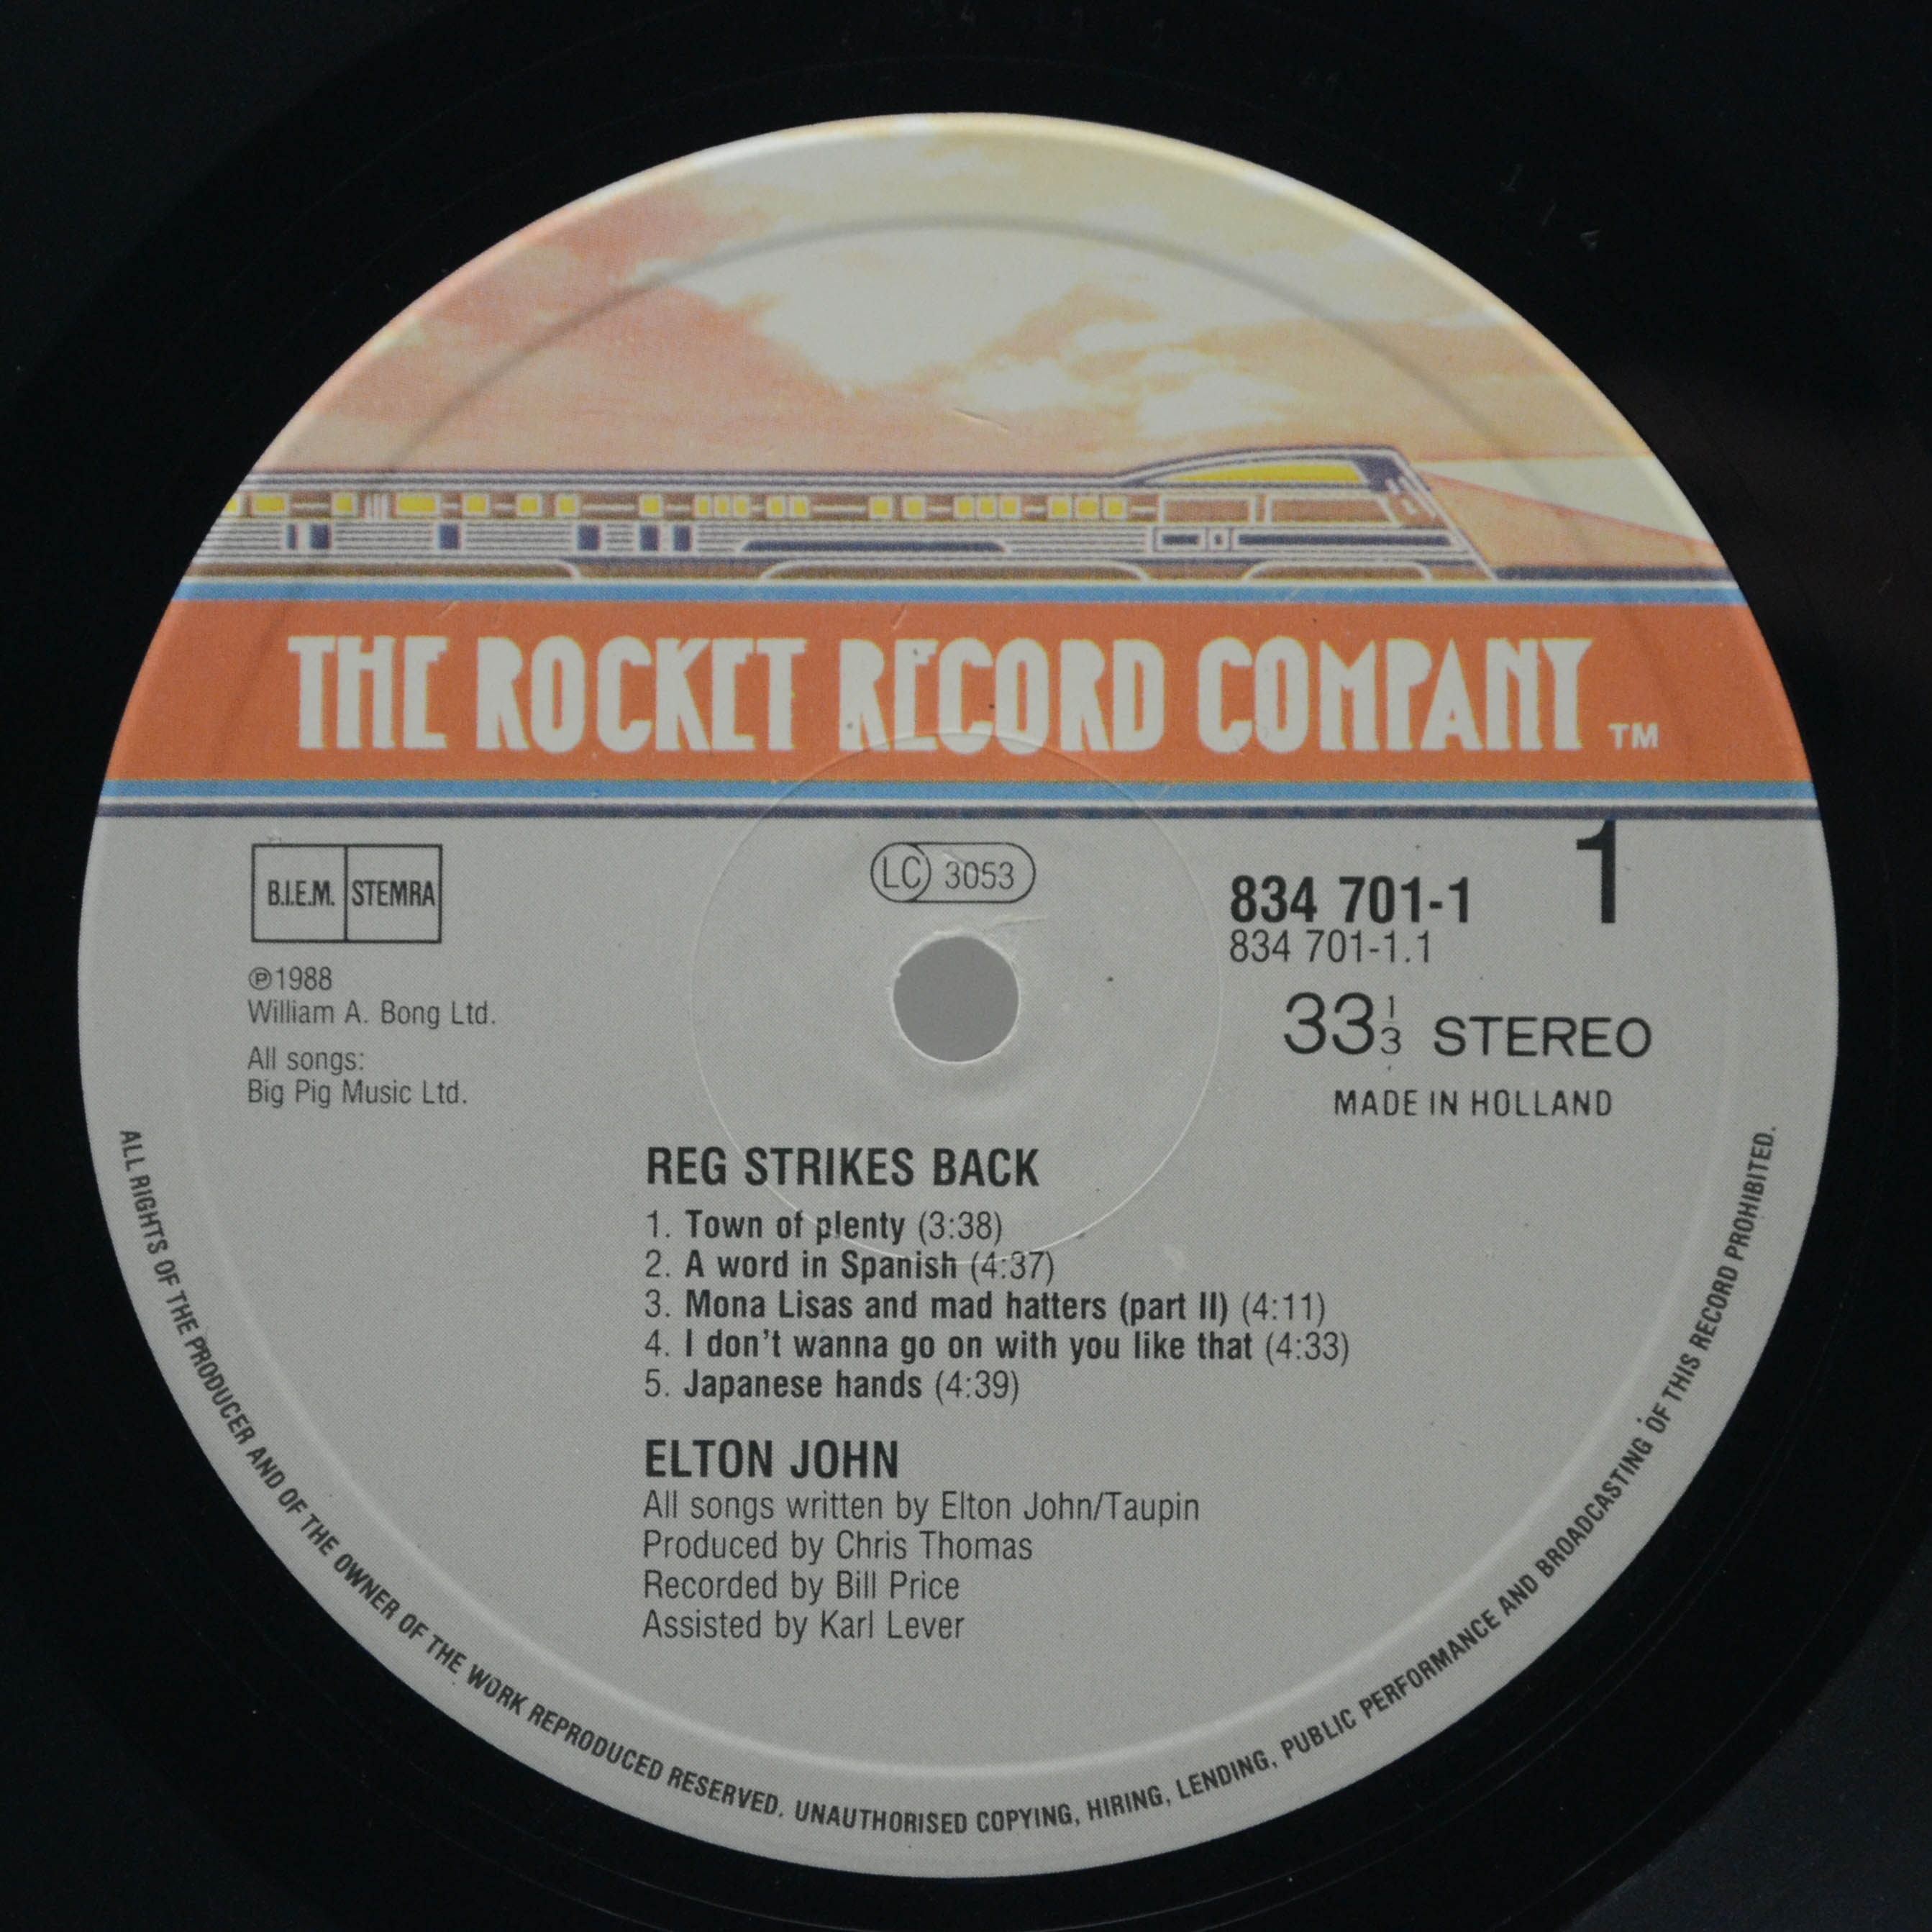 THE ROCKET RECORD COMPANY TM
B.I.E.M. STEMRA
LC 3053
834 701-1
1
834 701-1.1
℗1988
William A. Bong Ltd.
All songs:
Big Pig Music Ltd.
33 1/3 STEREO
MADE IN HOLLAND
REG STRIKES BACK
1. Town of plenty (3:38)
2. A word in Spanish (4:37)
3. Mona Lisas and mad hatters (part II) (4:11)
4. I don't wanna go on with you like that (4:33)
5. Japanese hands (4:39)
ELTON JOHN
All songs written by Elton John/Taupin
Produced by Chris Thomas
Recorded by Bill Price
Assisted by Karl Lever
ALL RIGHTS OF THE PRODUCER AND OF THE OWNER OF THE WORK REPRODUCED RESERVED. UNAUTHORISED COPYING, HIRING, LENDING, PUBLIC PERFORMANCE AND BROADCASTING OF THIS RECORD PROHIBITED.